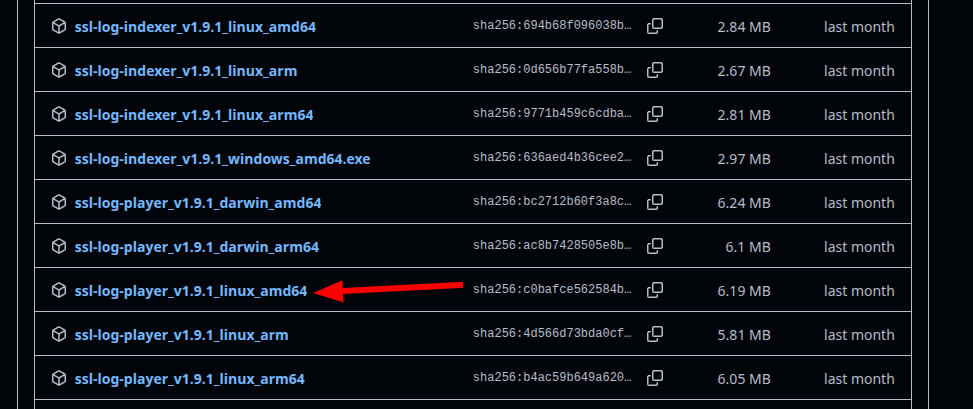 ssl-log-indexer_v1.9.1_linux_amd64 sha256:694b68f096038b… 2.84 MB last month
ssl-log-indexer_v1.9.1_linux_arm sha256:0d656b77fa558b… 2.67 MB last month
ssl-log-indexer_v1.9.1_linux_arm64 sha256:9771b459c6cdba… 2.81 MB last month
ssl-log-indexer_v1.9.1_windows_amd64.exe sha256:636aed4b36cee2… 2.97 MB last month
ssl-log-player_v1.9.1_darwin_amd64 sha256:bc2712b60f3a8c… 6.24 MB last month
ssl-log-player_v1.9.1_darwin_arm64 sha256:ac8b7428505e8b… 6.1 MB last month
ssl-log-player_v1.9.1_linux_amd64 sha256:c0bafce562584b… 6.19 MB last month
ssl-log-player_v1.9.1_linux_arm sha256:4d566d73bda0cf… 5.81 MB last month
ssl-log-player_v1.9.1_linux_arm64 sha256:b4ac59b649a620… 6.05 MB last month